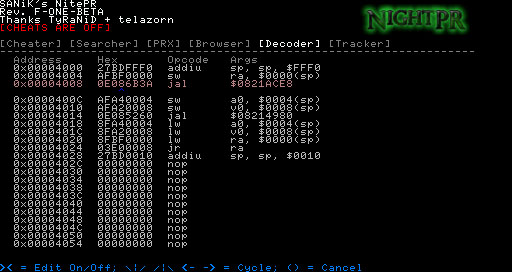 SANiK's NitePR
Rev. F-ONE-BETA
Thanks TyRaNiD + telazorn
[CHEATS ARE OFF]
NIGHTPR
[Cheater] [Searcher] [PRX] [Browser] [Decoder] [Tracker]
Address Hex Opcode Args
0x00004000 27BDFFF0 addiu sp, sp, $FFF0
0x00004004 AFBF0000 sw ra, $0000(sp)
0x00004008 0E086B3A jal $0821ACE8
0x0000400C AFA40004 sw a0, $0004(sp)
0x00004010 AFA20008 sw v0, $0008(sp)
0x00004014 0E085260 jal $08214980
0x00004018 8FA40004 lw a0, $0004(sp)
0x0000401C 8FA20008 lw v0, $0008(sp)
0x00004020 8FBF0000 lw ra, $0000(sp)
0x00004024 03E00008 jr ra
0x00004028 27BD0010 addiu sp, sp, $0010
0x0000402C 00000000 nop
0x00004030 00000000 nop
0x00004034 00000000 nop
0x00004038 00000000 nop
0x0000403C 00000000 nop
0x00004040 00000000 nop
0x00004044 00000000 nop
0x00004048 00000000 nop
0x0000404C 00000000 nop
0x00004050 00000000 nop
0x00004054 00000000 nop
>< = Edit On/Off; \|/ /|\ <- -> = Cycle; () = Cancel